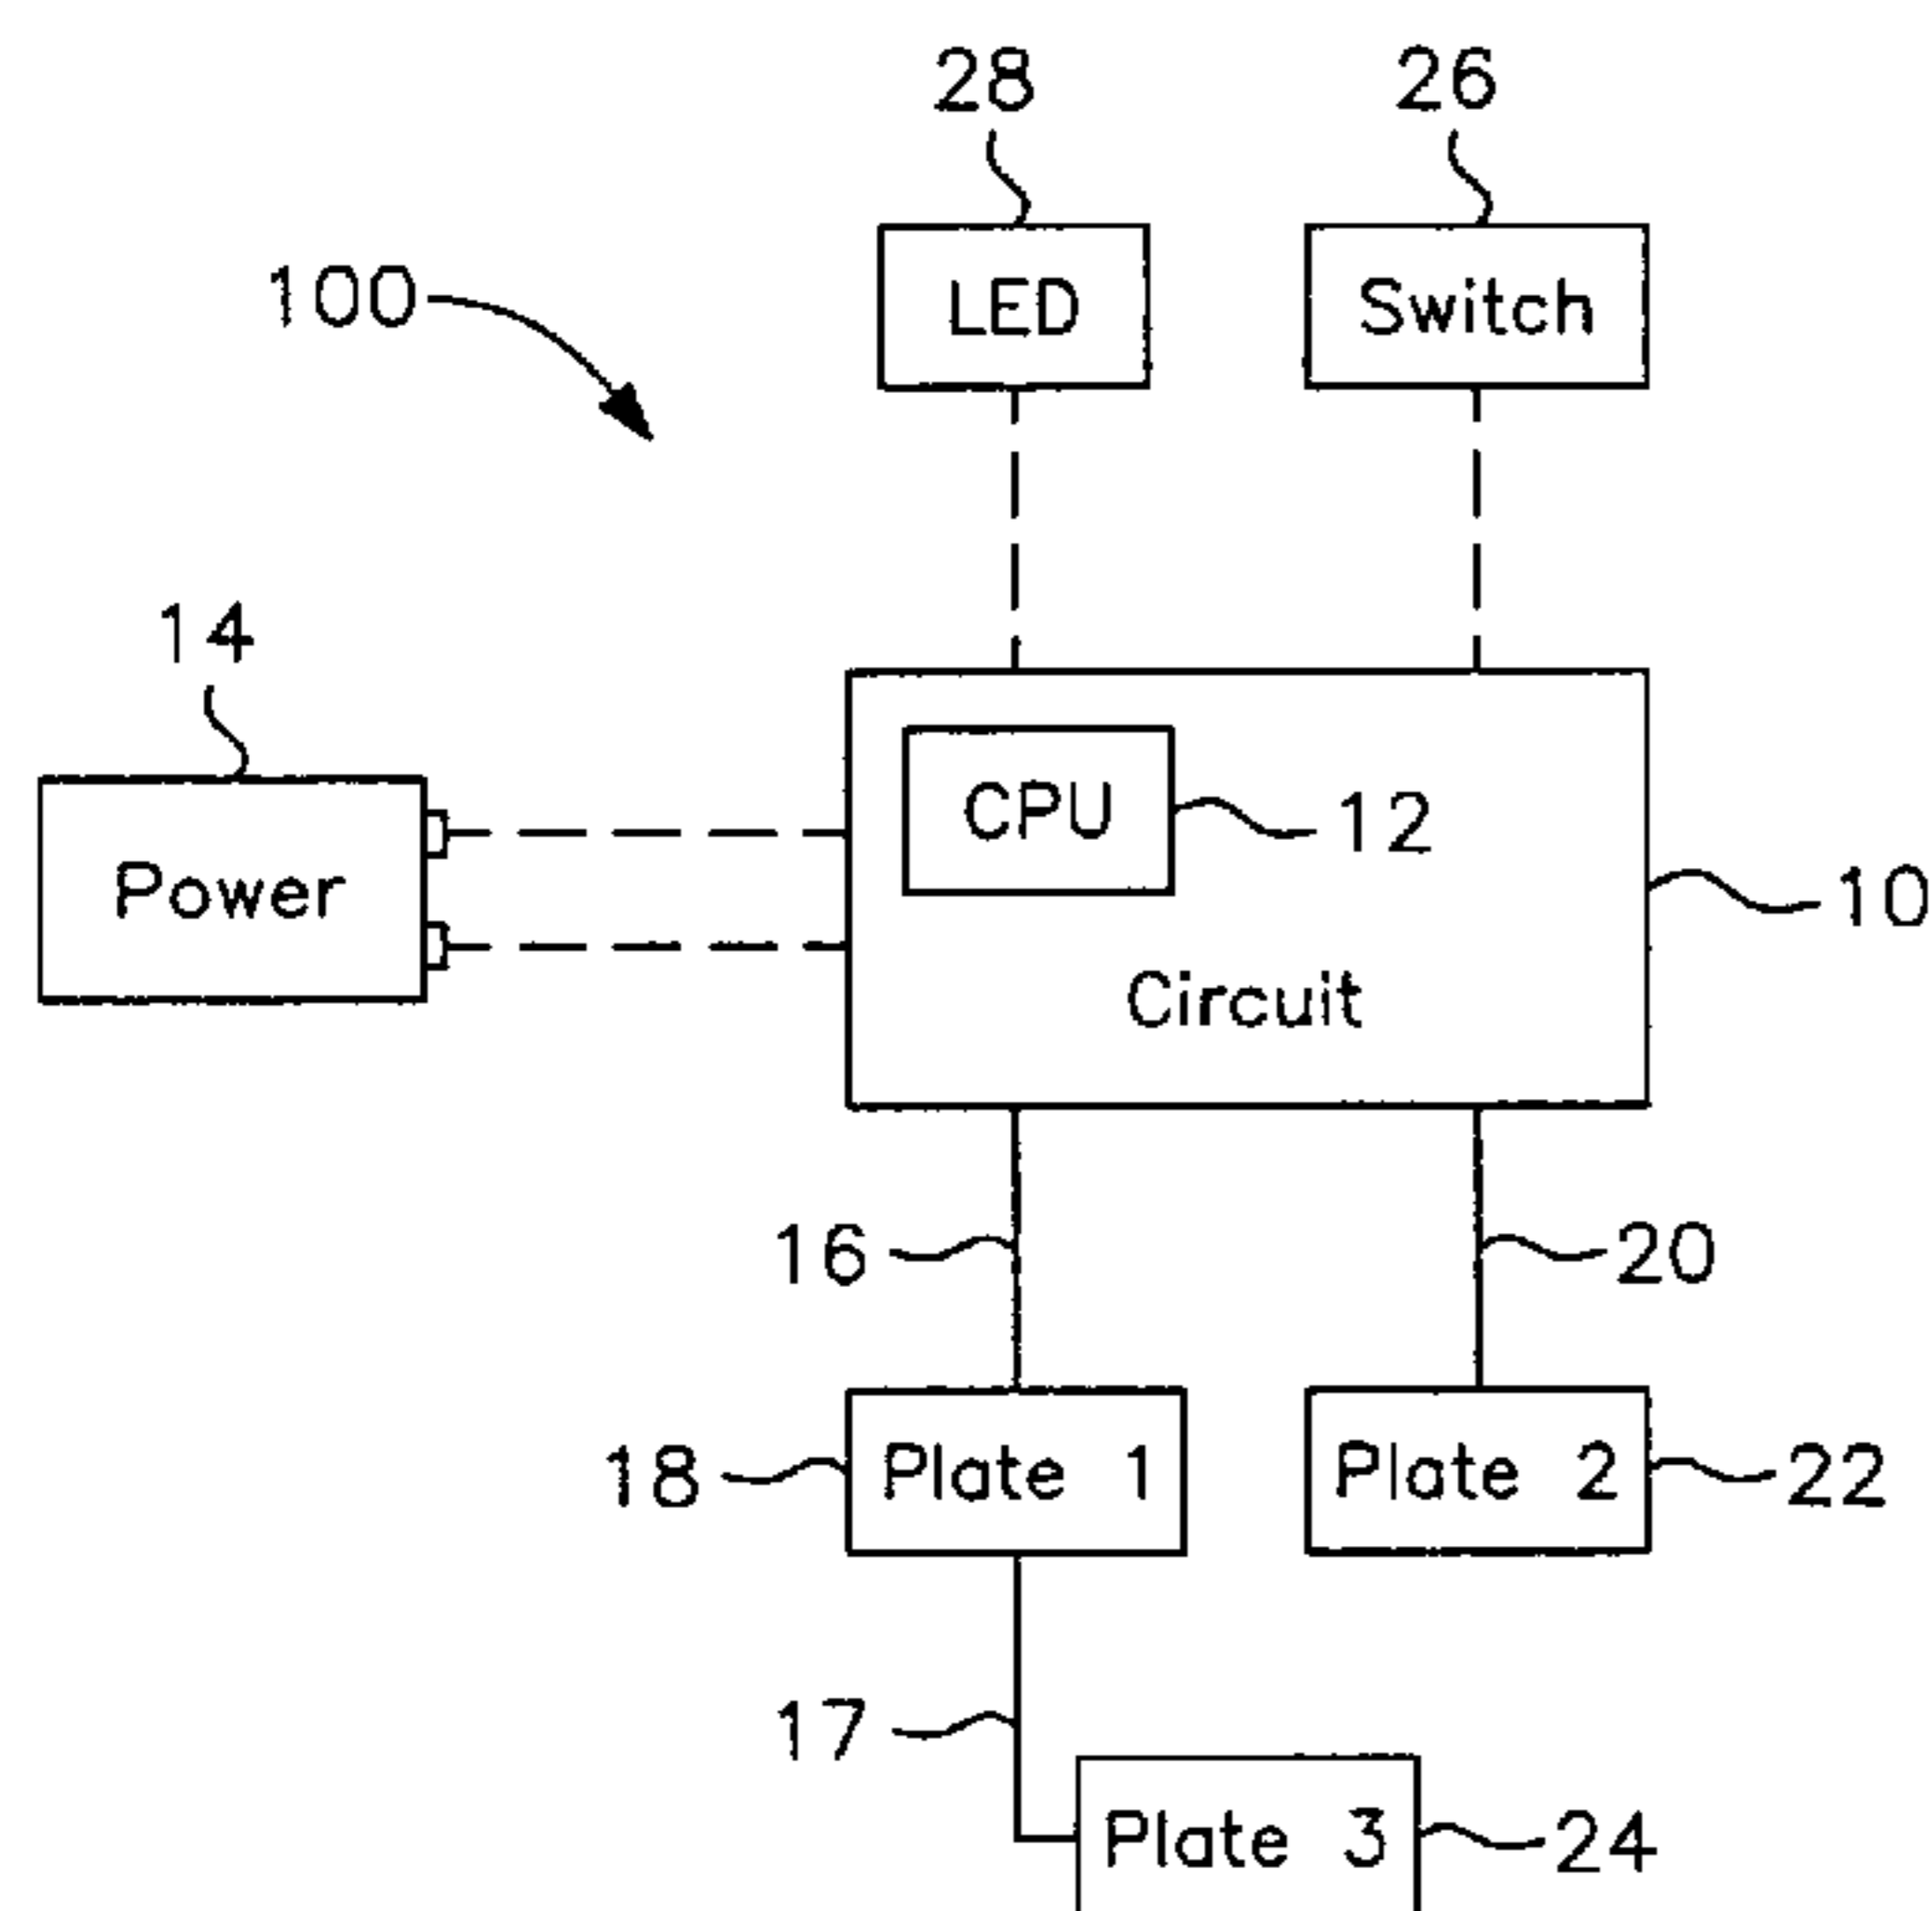 28 26
LED Switch
100
14
CPU 12
Power 10
Circuit
16 20
18 Plate 1 Plate 2 22
17
Plate 3 24